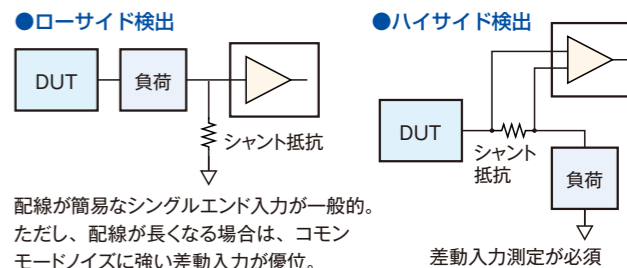 ●ローサイド検出
DUT
負荷
シャント抵抗
配線が簡易なシングルエンド入力が一般的。
ただし、配線が長くなる場合は、コモン
モードノイズに強い差動入力が優位。
●ハイサイド検出
DUT
シャント
抵抗
負荷
差動入力測定が必須